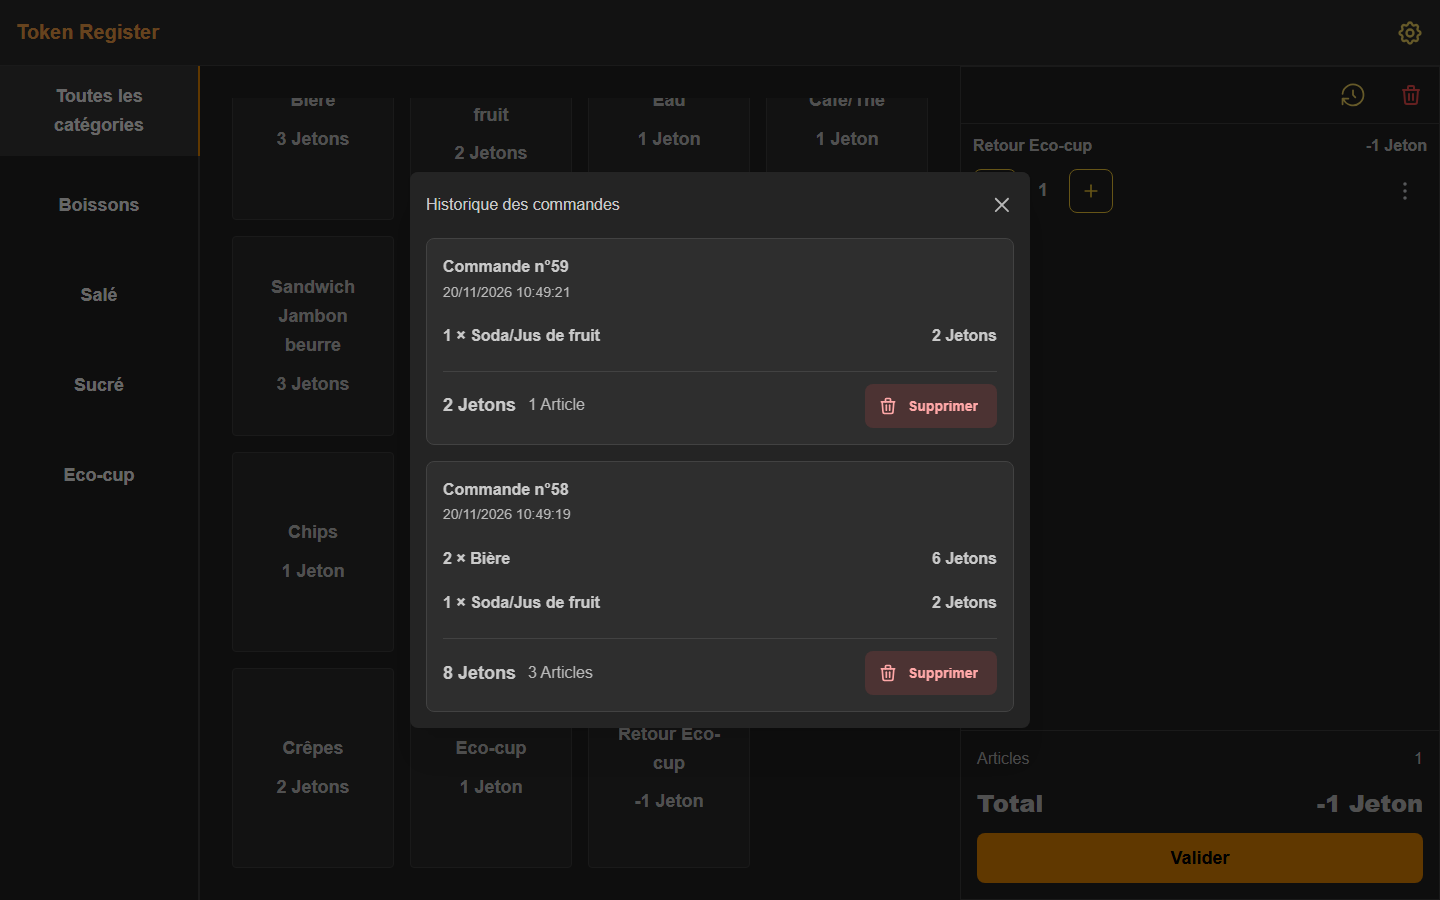 Token Register
Toutes les
catégories
Boissons
Salé
Sucré
Eco-cup
Bière
3 Jetons
fruit
2 Jetons
Eau
1 Jeton
Café/Thé
1 Jeton
Sandwich
Jambon
beurre
3 Jetons
Chips
1 Jeton
Crêpes
2 Jetons
Eco-cup
1 Jeton
Retour Eco-
cup
-1 Jeton
Historique des commandes
Commande n°59
20/11/2026 10:49:21
1 × Soda/Jus de fruit 2 Jetons
2 Jetons 1 Article Supprimer
Commande n°58
20/11/2026 10:49:19
2 × Bière 6 Jetons
1 × Soda/Jus de fruit 2 Jetons
8 Jetons 3 Articles Supprimer
Retour Eco-cup -1 Jeton
1 +
Articles 1
Total -1 Jeton
Valider